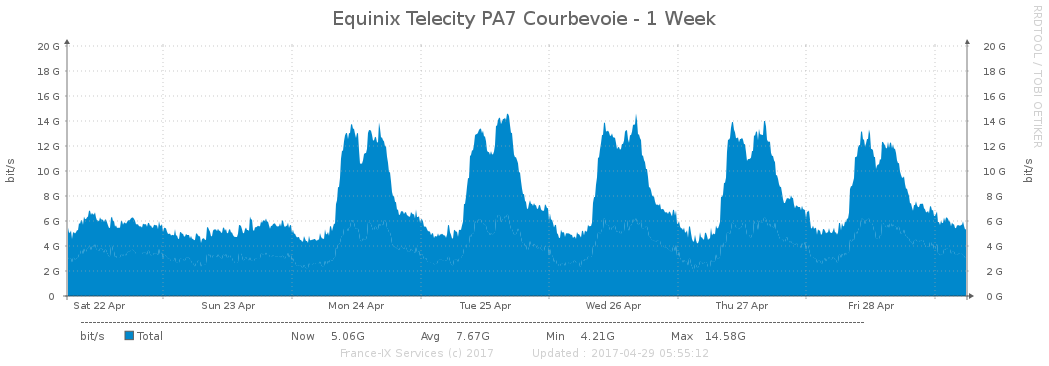 Equinix Telecity PA7 Courbevoie - 1 Week
RRDTOOL / TOBI OETIKER
bit/s
20 G
18 G
16 G
14 G
12 G
10 G
8 G
6 G
4 G
2 G
0
20 G
18 G
16 G
14 G
12 G
10 G
8 G
6 G
4 G
2 G
0 G
bit/s
Sat 22 Apr Sun 23 Apr Mon 24 Apr Tue 25 Apr Wed 26 Apr Thu 27 Apr Fri 28 Apr
bit/s Total Now 5.06G Avg 7.67G Min 4.21G Max 14.58G
France-IX Services (c) 2017 Updated : 2017-04-29 05:55:12